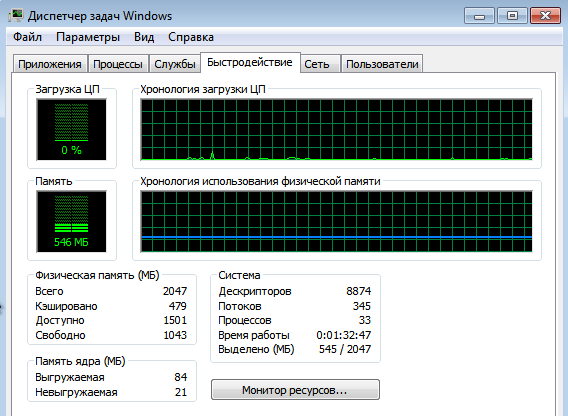 Диспетчер задач Windows
Файл Параметры Вид Справка
Приложения Процессы Службы Быстродействие Сеть Пользователи
Загрузка ЦП Хронология загрузки ЦП
0 %
Память Хронология использования физической памяти
546 МБ
Физическая память (МБ) Система
Всего 2047 Дескрипторов 8874
Кэшировано 479 Потоков 345
Доступно 1501 Процессов 33
Свободно 1043 Время работы 0:01:32:47
Выделено (МБ) 545 / 2047
Память ядра (МБ)
Выгружаемая 84
Невыгружаемая 21
Монитор ресурсов...